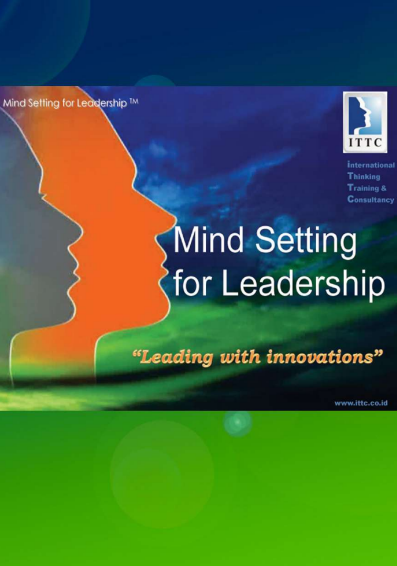 Mind Setting for Leadership ™
ITTC
International
Thinking
Training &
Consultancy
Mind Setting
for Leadership
“Leading with innovations”
www.ittc.co.id